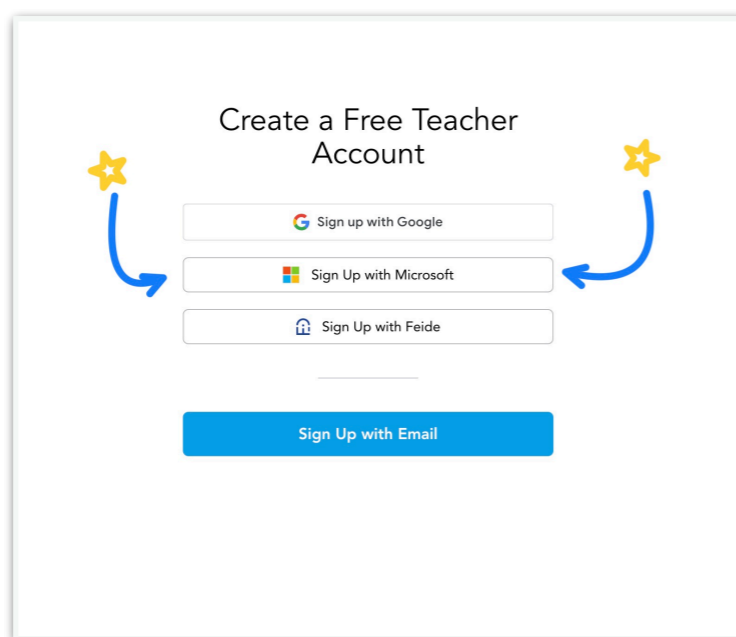 Create a Free Teacher
Account
Sign up with Google
Sign Up with Microsoft
Sign Up with Feide
Sign Up with Email